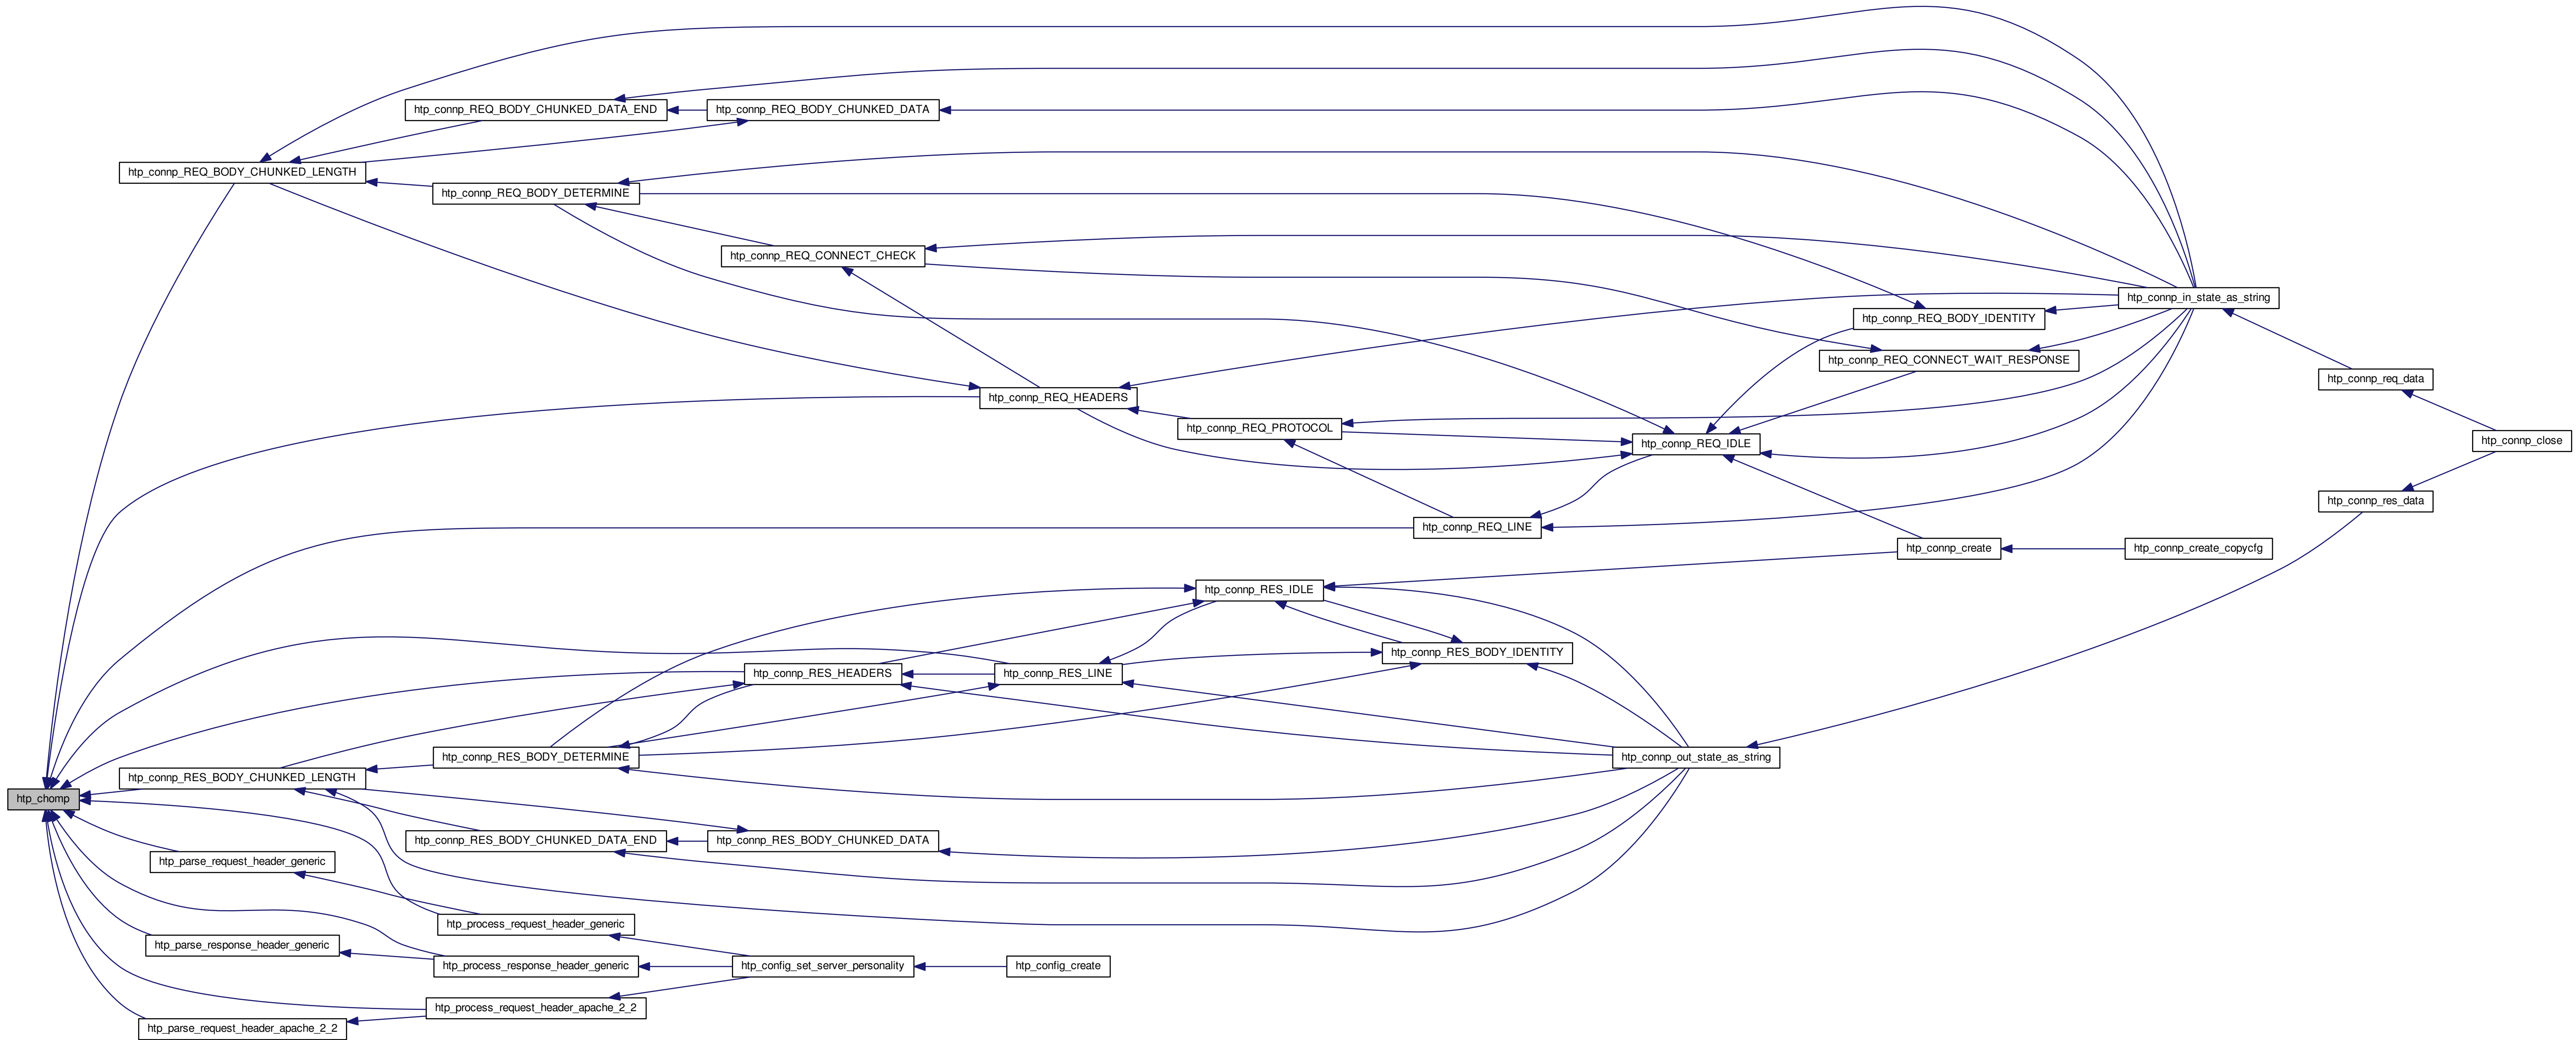 htp_connp_REQ_BODY_CHUNKED_DATA_END
htp_connp_REQ_BODY_CHUNKED_DATA
htp_connp_REQ_BODY_CHUNKED_LENGTH
htp_connp_REQ_BODY_DETERMINE
htp_connp_REQ_CONNECT_CHECK
htp_connp_in_state_as_string
htp_connp_REQ_BODY_IDENTITY
htp_connp_REQ_CONNECT_WAIT_RESPONSE
htp_connp_req_data
htp_connp_REQ_HEADERS
htp_connp_REQ_PROTOCOL
htp_connp_REQ_IDLE
htp_connp_close
htp_connp_res_data
htp_connp_REQ_LINE
htp_connp_create
htp_connp_create_copycfg
htp_connp_RES_IDLE
htp_connp_RES_BODY_IDENTITY
htp_connp_RES_HEADERS
htp_connp_RES_LINE
htp_connp_RES_BODY_DETERMINE
htp_connp_out_state_as_string
htp_connp_RES_BODY_CHUNKED_LENGTH
htp_chomp
htp_connp_RES_BODY_CHUNKED_DATA_END
htp_connp_RES_BODY_CHUNKED_DATA
htp_parse_request_header_generic
htp_process_request_header_generic
htp_parse_response_header_generic
htp_process_response_header_generic
htp_config_set_server_personality
htp_config_create
htp_process_request_header_apache_2_2
htp_parse_request_header_apache_2_2